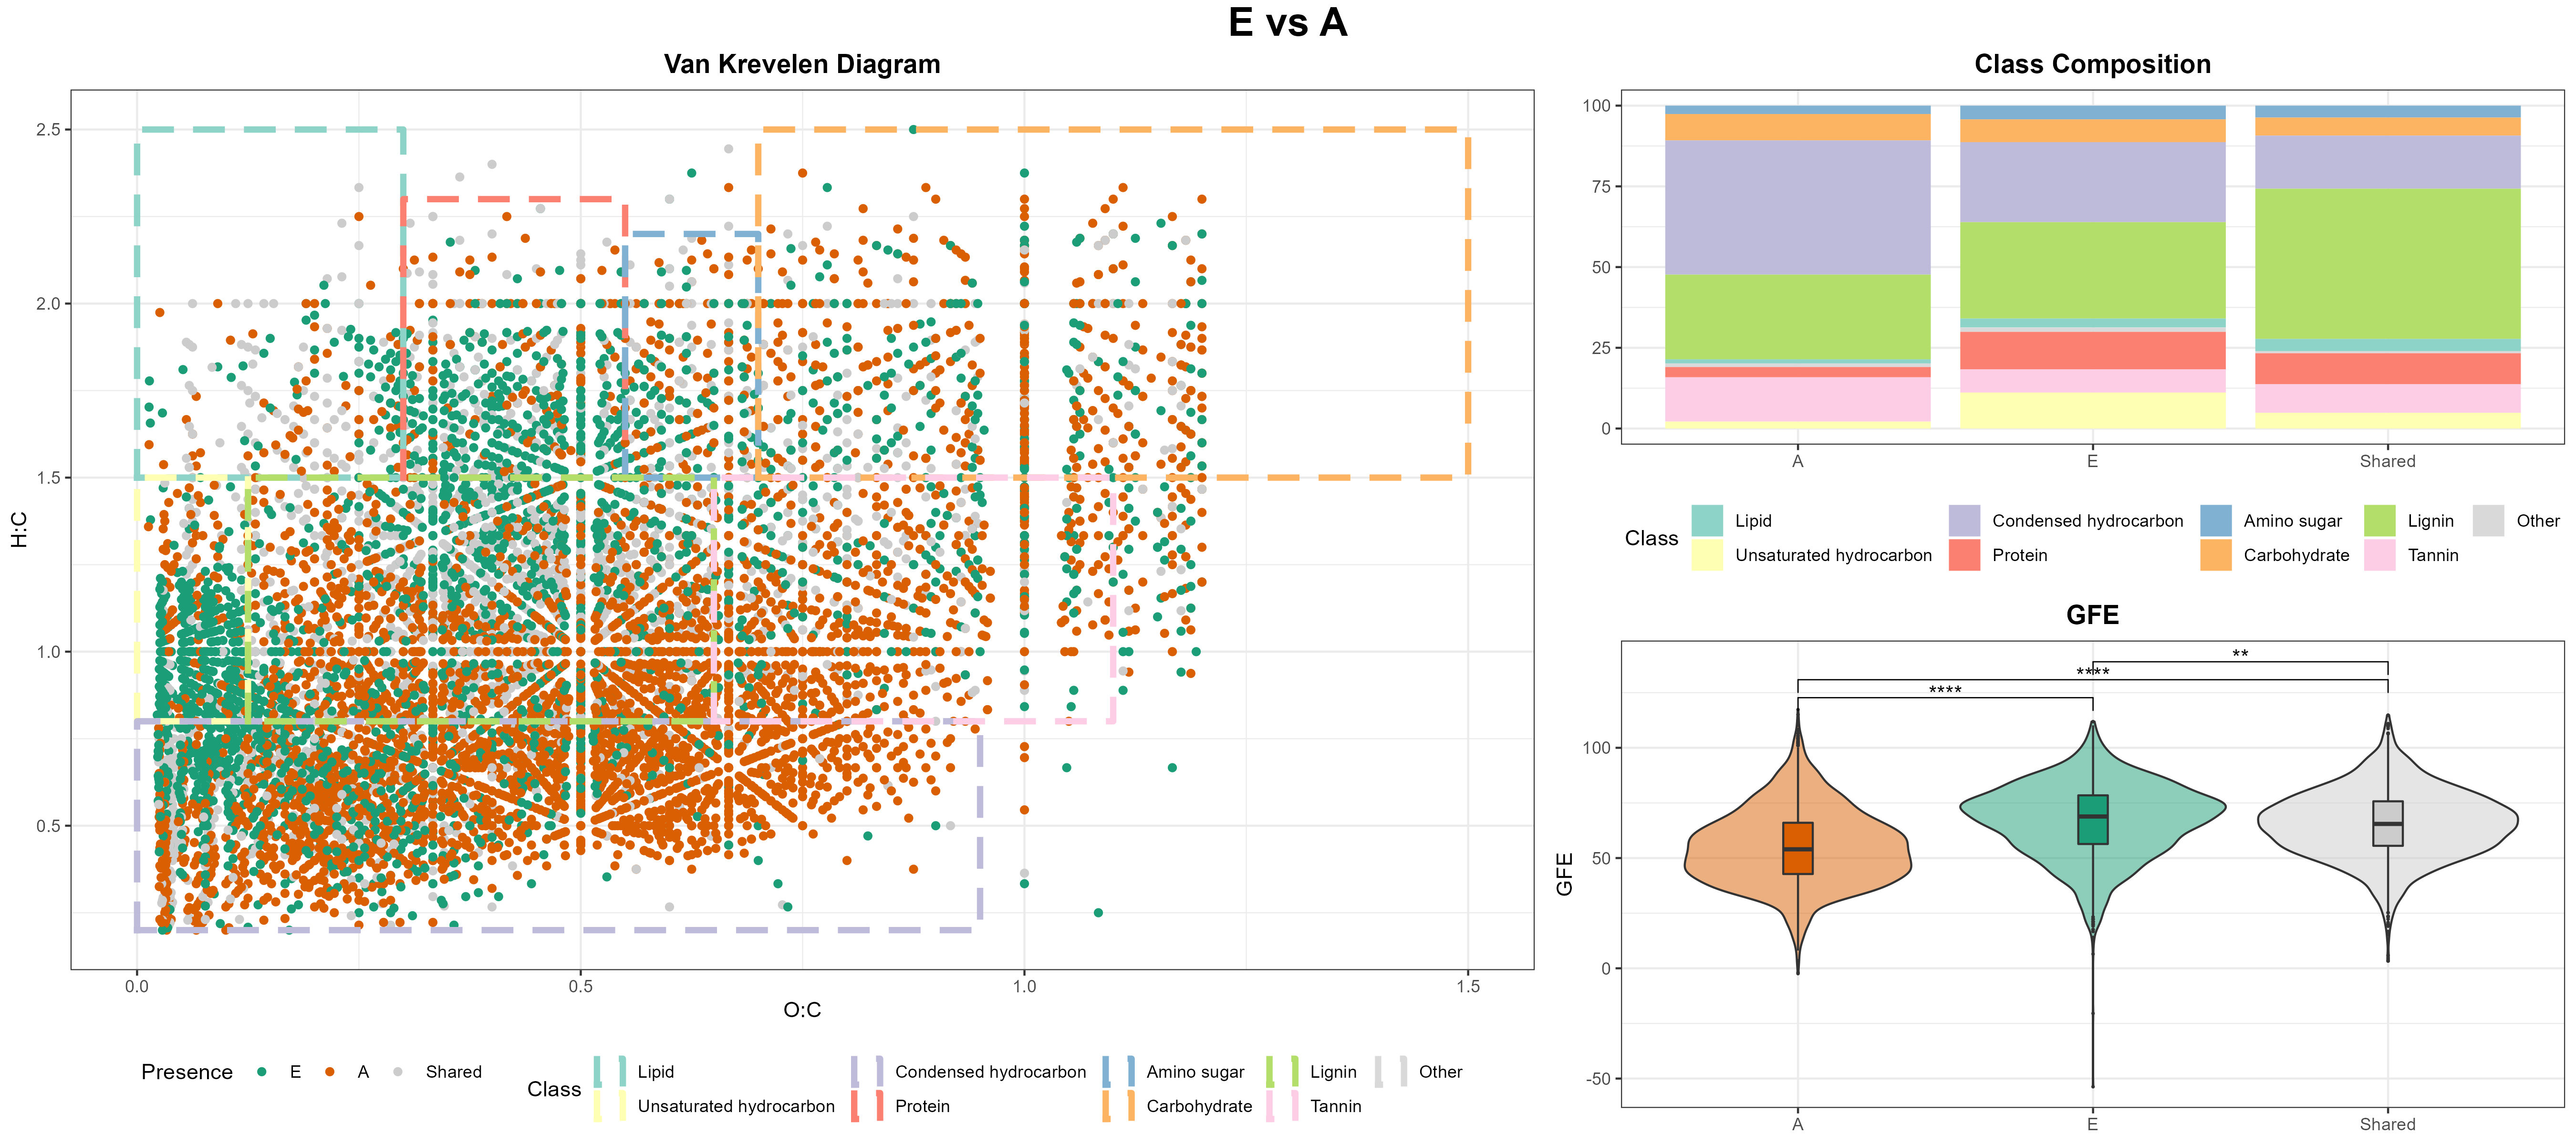 E vs A
Van Krevelen Diagram
2.5
2.0
1.5
1.0
0.5
H:C
0.0 0.5 1.0 1.5
O:C
Presence E A Shared
Class Lipid Condensed hydrocarbon Amino sugar Lignin Other
Unsaturated hydrocarbon Protein Carbohydrate Tannin
Class Composition
100
75
50
25
0
A E Shared
Class Lipid Condensed hydrocarbon Amino sugar Lignin Other
Unsaturated hydrocarbon Protein Carbohydrate Tannin
GFE
**
****
****
100
50
0
-50
GFE
A E Shared